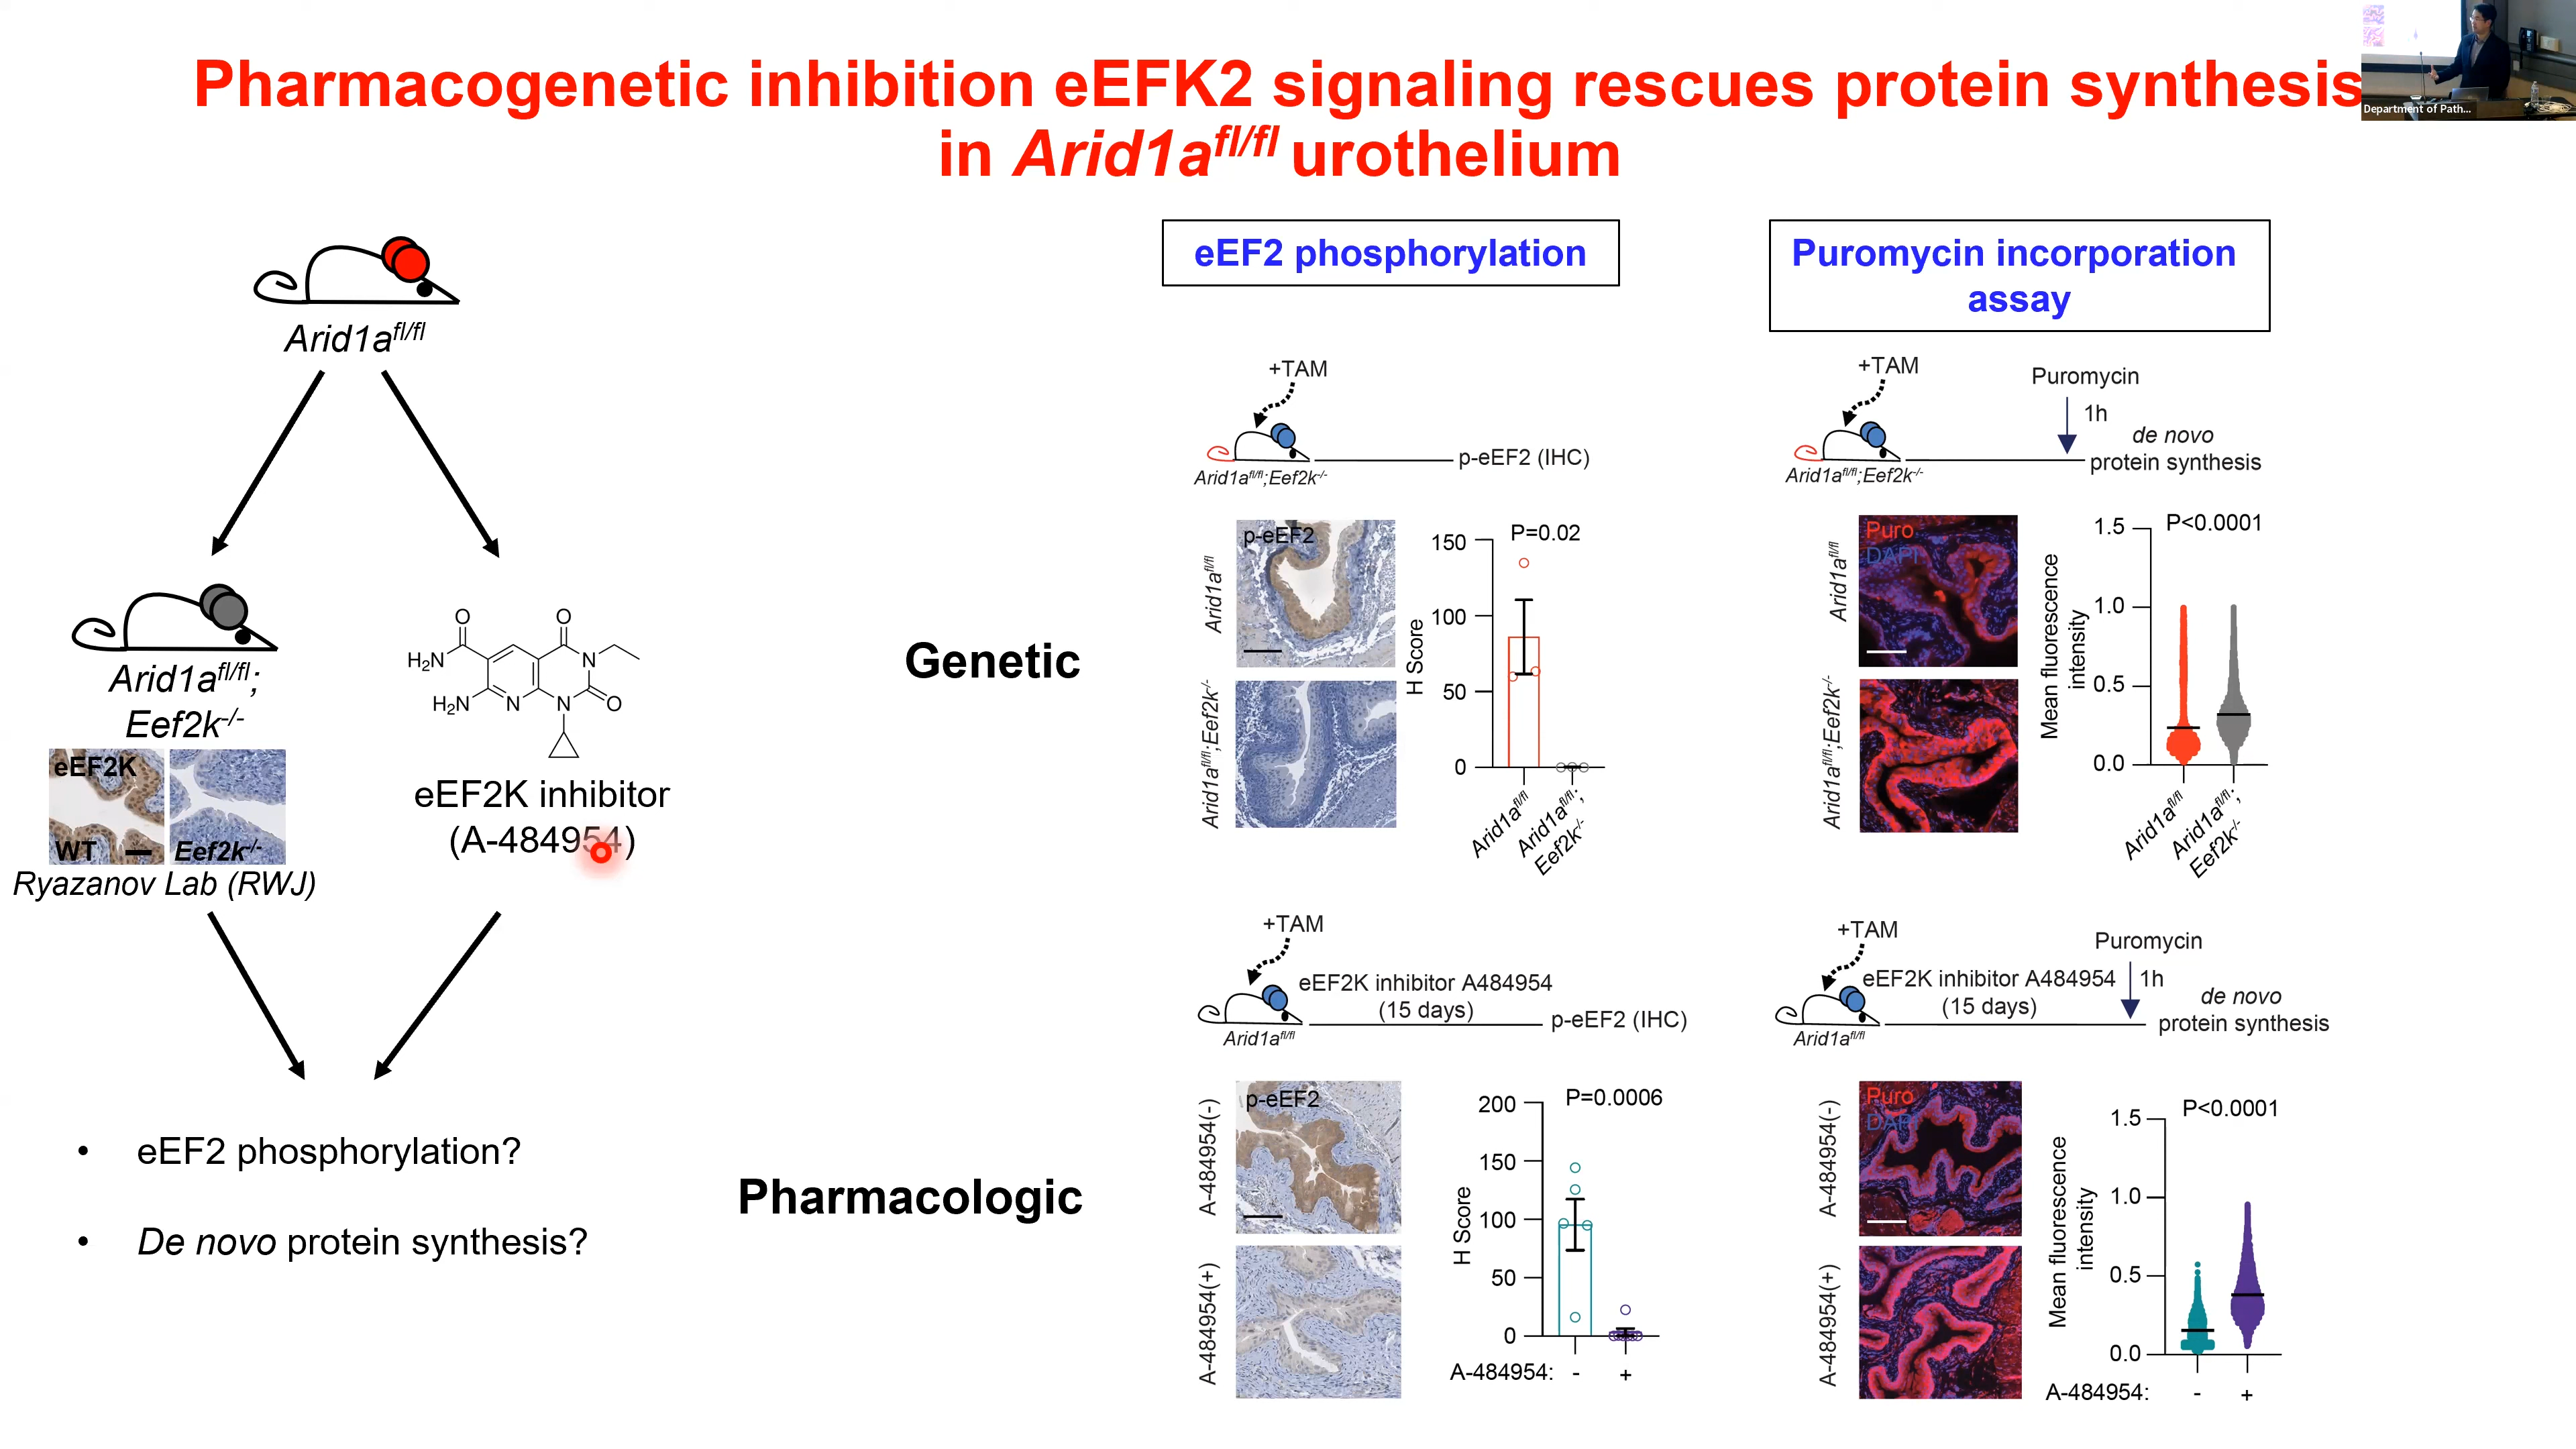 Pharmacogenetic inhibition eEFK2 signaling rescues protein synthesis
in Arid1afl/fl urothelium
Department of Path...
Arid1afl/fl
Arid1afl/fl;
Eef2k-/-
eEF2K
WT
Eef2k-/-
Ryazanov Lab (RWJ)
O
O
H2N
N
H2N
N
N
O
eEF2K inhibitor
(A-484954)
• eEF2 phosphorylation?
• De novo protein synthesis?
Genetic
Pharmacologic
eEF2 phosphorylation
+TAM
Arid1afl/fl;Eef2k-/-
p-eEF2 (IHC)
Arid1afl/fl
p-eEF2
Arid1afl/fl;Eef2k-/-
H Score
150
100
50
0
P=0.02
Arid1afl/fl
Arid1afl/fl;
Eef2k-/-
Puromycin incorporation
assay
+TAM
Puromycin
1h
de novo
protein synthesis
Arid1afl/fl;Eef2k-/-
Arid1afl/fl
Puro
DAPI
Arid1afl/fl;Eef2k-/-
Mean fluorescence
intensity
1.5
1.0
0.5
0.0
P<0.0001
Arid1afl/fl
Arid1afl/fl;
Eef2k-/-
+TAM
eEF2K inhibitor A484954
(15 days)
p-eEF2 (IHC)
Arid1afl/fl
A-484954(-)
p-eEF2
A-484954(+)
H Score
200
150
100
50
0
P=0.0006
A-484954: - +
+TAM
Puromycin
eEF2K inhibitor A484954
1h
(15 days)
de novo
protein synthesis
Arid1afl/fl
A-484954(-)
Puro
DAPI
A-484954(+)
Mean fluorescence
intensity
1.5
1.0
0.5
0.0
P<0.0001
A-484954: - +